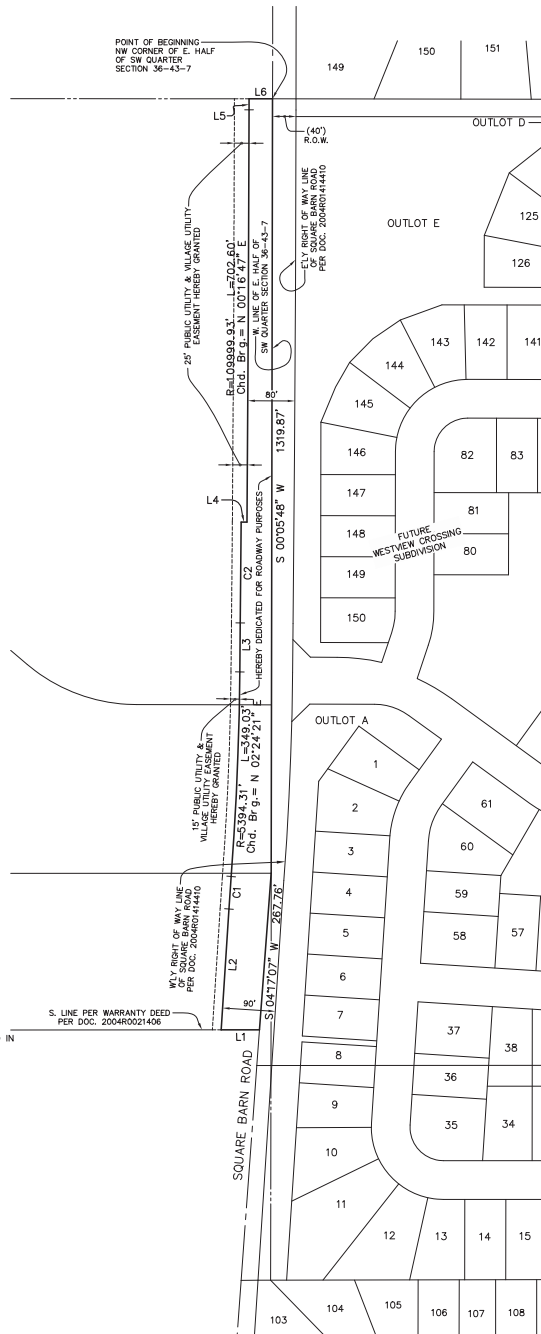 POINT OF BEGINNING
NW CORNER OF E. HALF
OF SW QUARTER
SECTION 36-43-7
149
150
151
L6
L5
(40')
R.O.W.
OUTLOT D
25' PUBLIC UTILITY & VILLAGE UTILITY
EASEMENT HEREBY GRANTED
R=109999.93' L=702.60'
Chd. Brg.= N 00°16'47" E
W. LINE OF E. HALF OF
SW QUARTER SECTION 36-43-7
E'LY RIGHT OF WAY LINE
OF SQUARE BARN ROAD
PER DOC. 2004R01414410
OUTLOT E
125
126
80'
S 00°05'48" W 1319.87'
143
142
141
144
145
146
147
148
149
150
82
83
81
80
FUTURE
WESTVIEW CROSSING
SUBDIVISION
L4
C2
L3
HEREBY DEDICATED FOR ROADWAY PURPOSES
15' PUBLIC UTILITY &
VILLAGE UTILITY EASEMENT
HEREBY GRANTED
R=5394.31' L=349.03'
Chd. Brg.= N 02°24'21" E
OUTLOT A
1
2
3
4
5
6
7
8
9
10
11
12
13
14
15
61
60
59
58
57
37
38
36
35
34
W'LY RIGHT OF WAY LINE
OF SQUARE BARN ROAD
PER DOC. 2004R01414410
C1
L2
S 04°17'07" W 267.76'
90'
S. LINE PER WARRANTY DEED
PER DOC. 2004R0021406
IN
L1
SQUARE BARN ROAD
103
104
105
106
107
108